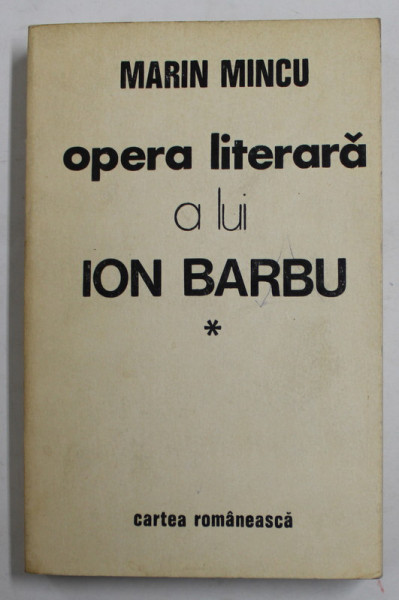 MARIN MINCU
opera literară
a lui
ION BARBU
*
cartea românească